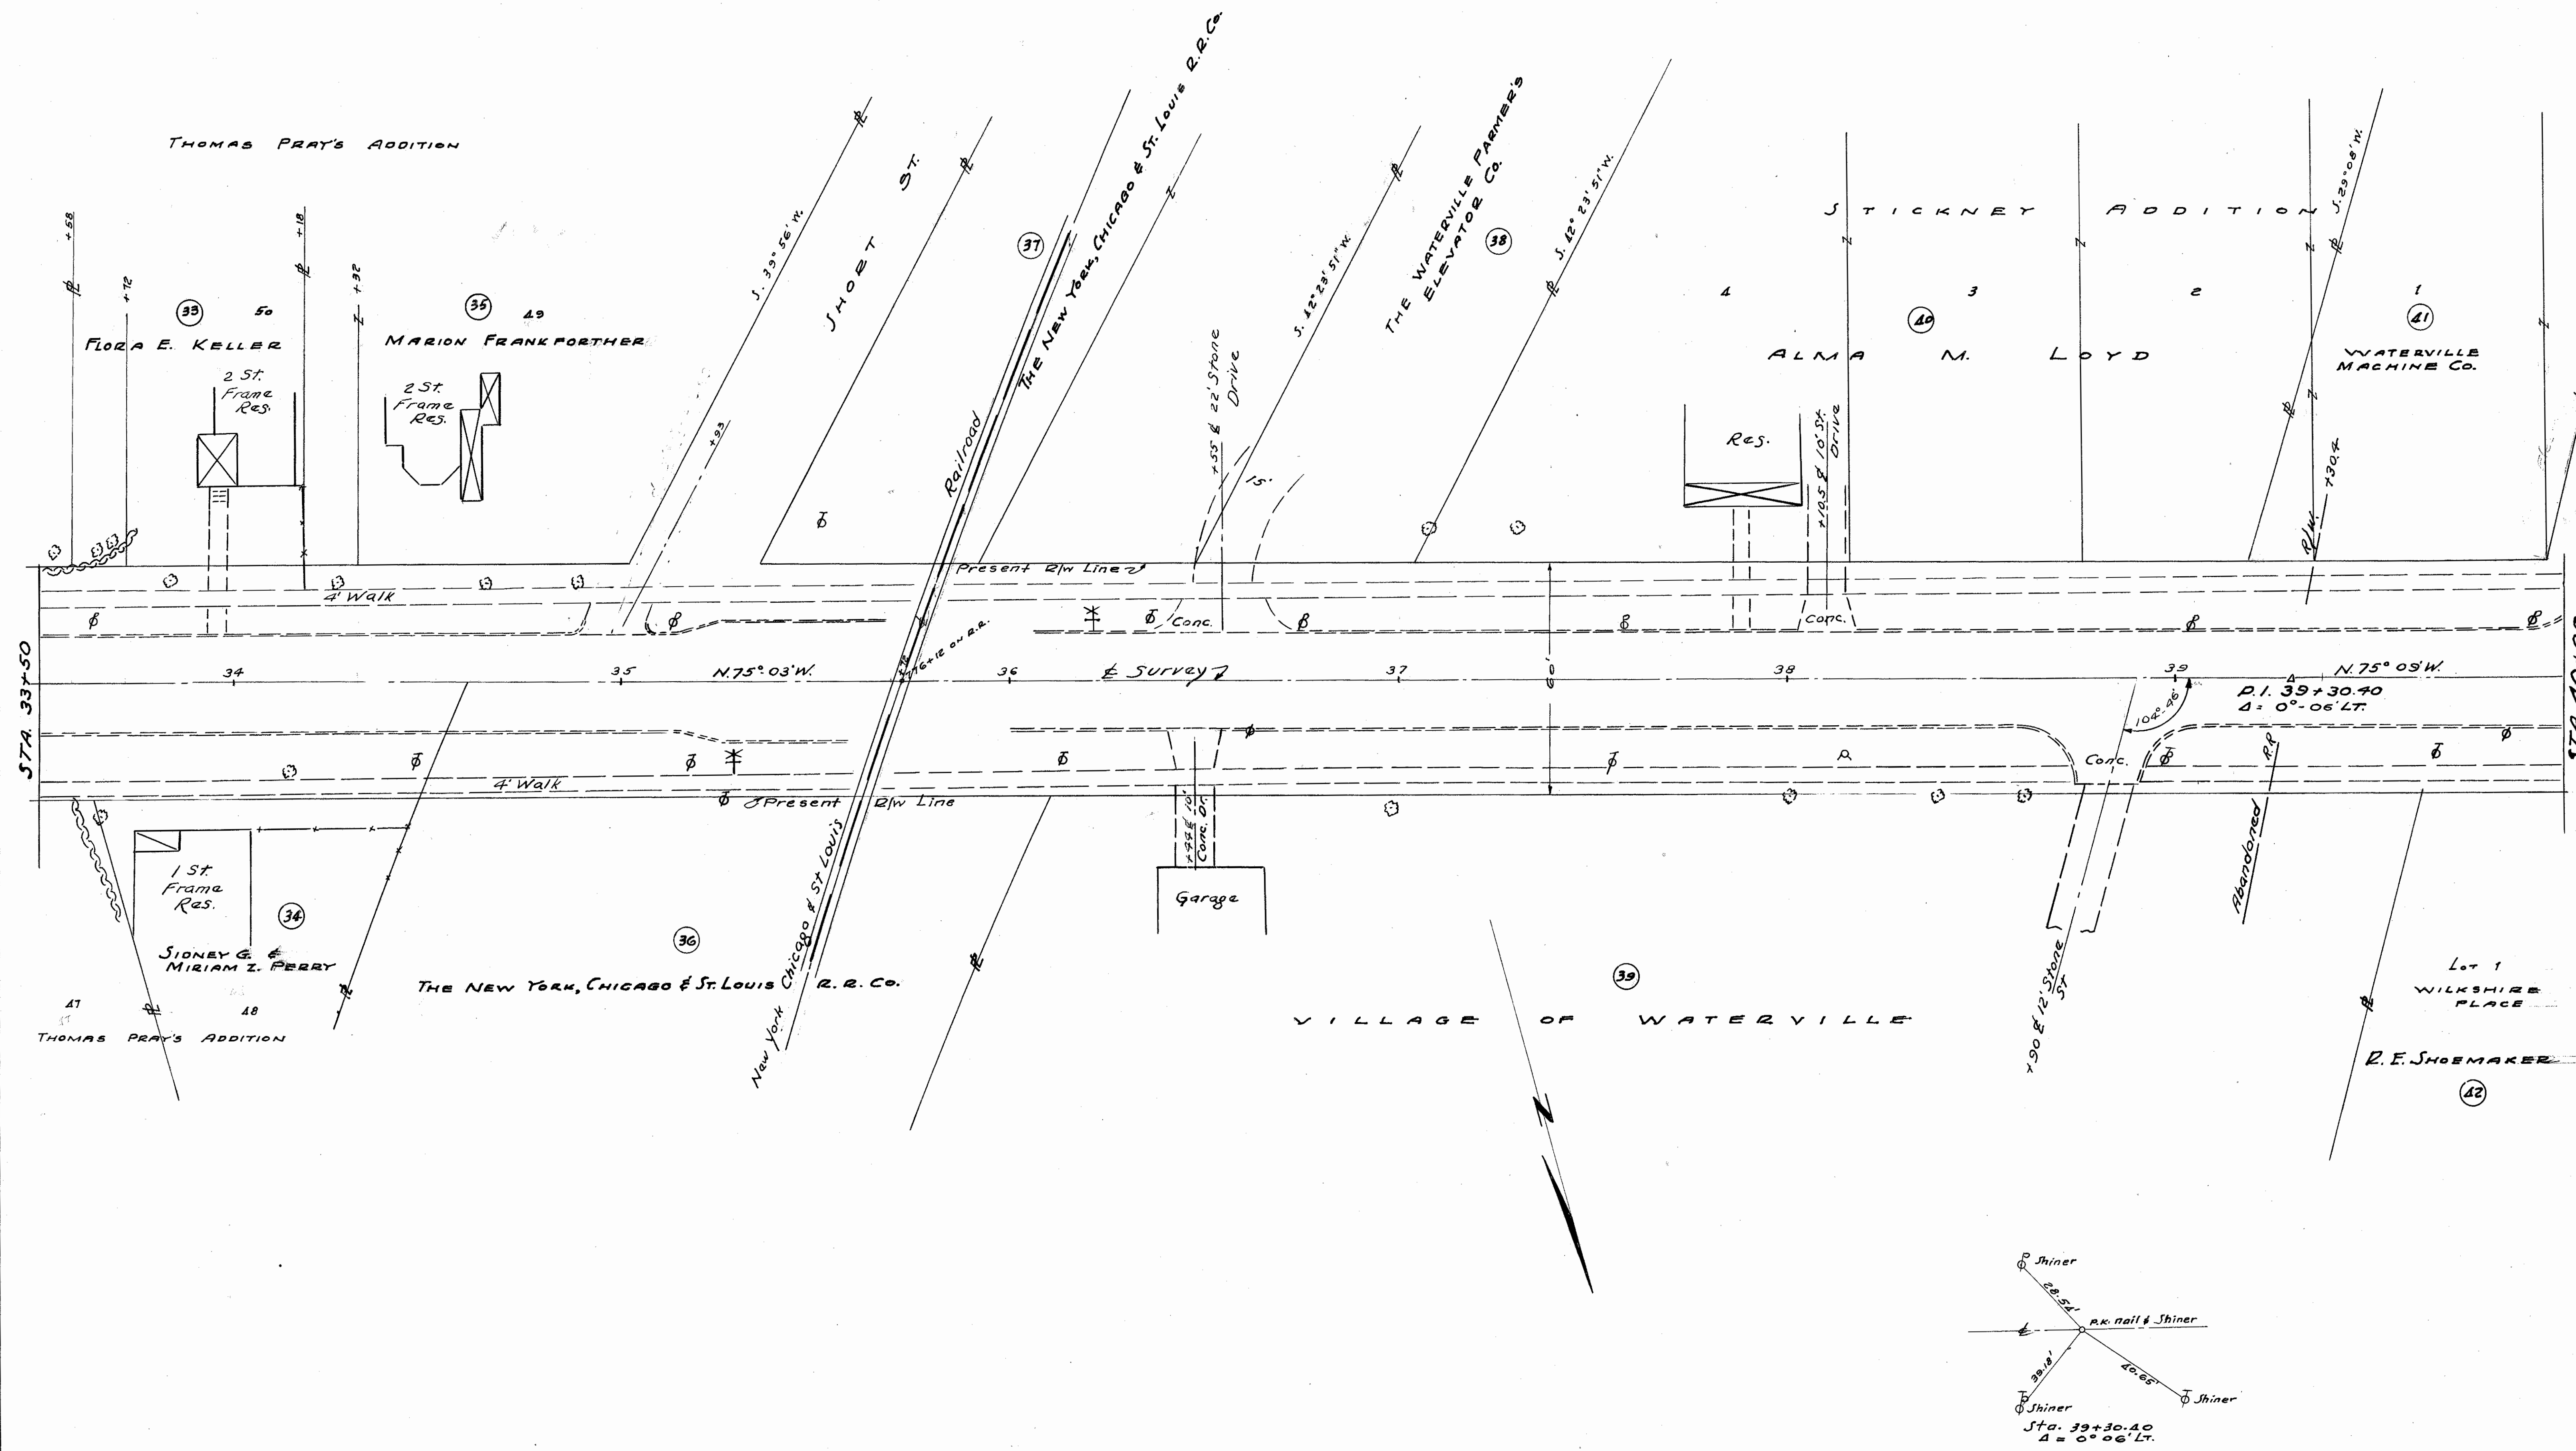 THOMAS PRAY'S ADDITION
+58
+72
+18
+32
33
50
FLORA E. KELLER
2 St.
Frame
Res.
35
49
MARION FRANKFORTHER
2 St.
Frame
Res.
S. 39° 56' W.
SHORT ST.
+93
37
THE NEW YORK, CHICAGO & ST. LOUIS R.R. CO.
Railroad
+55 ℄ 22' Stone
Drive
15'
S. 42° 23' 51" W.
THE WATERVILLE FARMER'S
ELEVATOR CO.
38
S. 42° 23' 51" W.
STICKNEY ADDITION
4
3
2
1
40
ALMA M. LOYD
Res.
+10.5 ℄ 10' St.
Drive
S. 29° 08' W.
41
WATERVILLE
MACHINE CO.
+30.4
R/W.
Present R/W Line
4' Walk
Conc.
Conc.
STA. 33+50
34
35
N. 75° 03' W.
76+12 ON R.R.
36
℄ Survey
37
60'
38
39
N. 75° 09' W.
P.I. 39+30.40
Δ = 0°-06' LT.
104°-46'
4' Walk
Present R/W Line
Conc.
+44 ℄ 10'
Conc. Dr.
Garage
Abandoned R.R.
+90 ℄ 12' Stone
St
1 St.
Frame
Res.
34
SIDNEY G. &
MIRIAM Z. PERRY
47
48
THOMAS PRAY'S ADDITION
36
THE NEW YORK, CHICAGO & ST. LOUIS R.R. CO.
New York Chicago & St Louis
39
VILLAGE OF WATERVILLE
N
LOT 1
WILKSHIRE
PLACE
R. E. SHOEMAKER
42
Shiner
28.54'
℄
P.K. nail & Shiner
39.18'
40.65'
Shiner
Shiner
Sta. 39+30.40
Δ = 0° 06' LT.